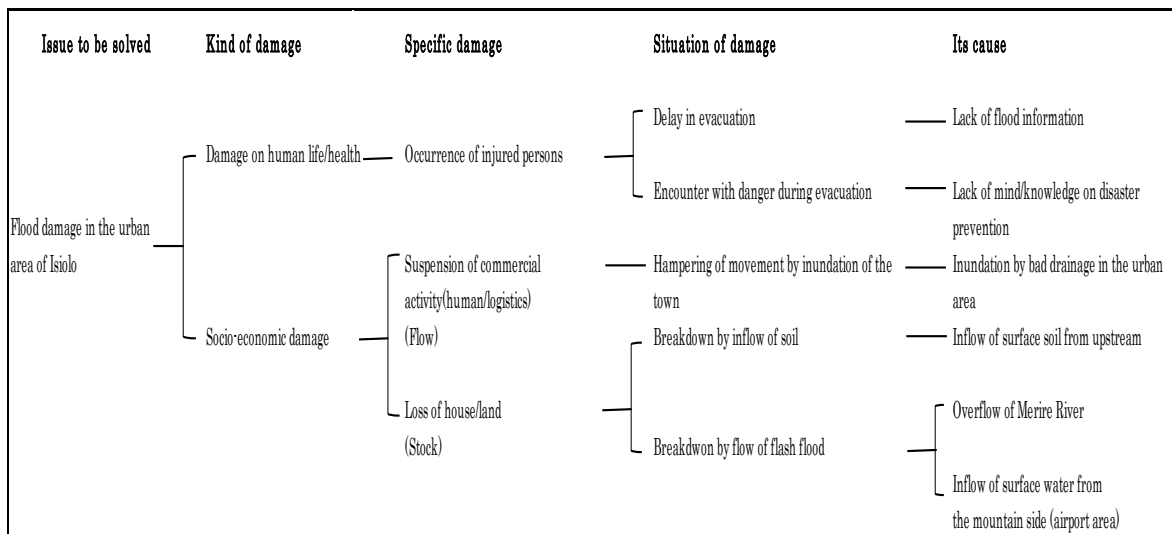 Issue to be solved
Kind of damage
Specific damage
Situation of damage
Its cause
Delay in evacuation
Lack of flood information
Damage on human life/health
Occurrence of injured persons
Encounter with danger during evacuation
Lack of mind/knowledge on disaster
prevention
Flood damage in the urban
area of Isiolo
Suspension of commercial
activity(human/logistics)
(Flow)
Hampering of movement by inundation of the
town
Inundation by bad drainage in the urban
area
Socio-economic damage
Breakdown by inflow of soil
Inflow of surface soil from upstream
Loss of house/land
(Stock)
Breakdwon by flow of flash flood
Overflow of Merire River
Inflow of surface water from
the mountain side (airport area)